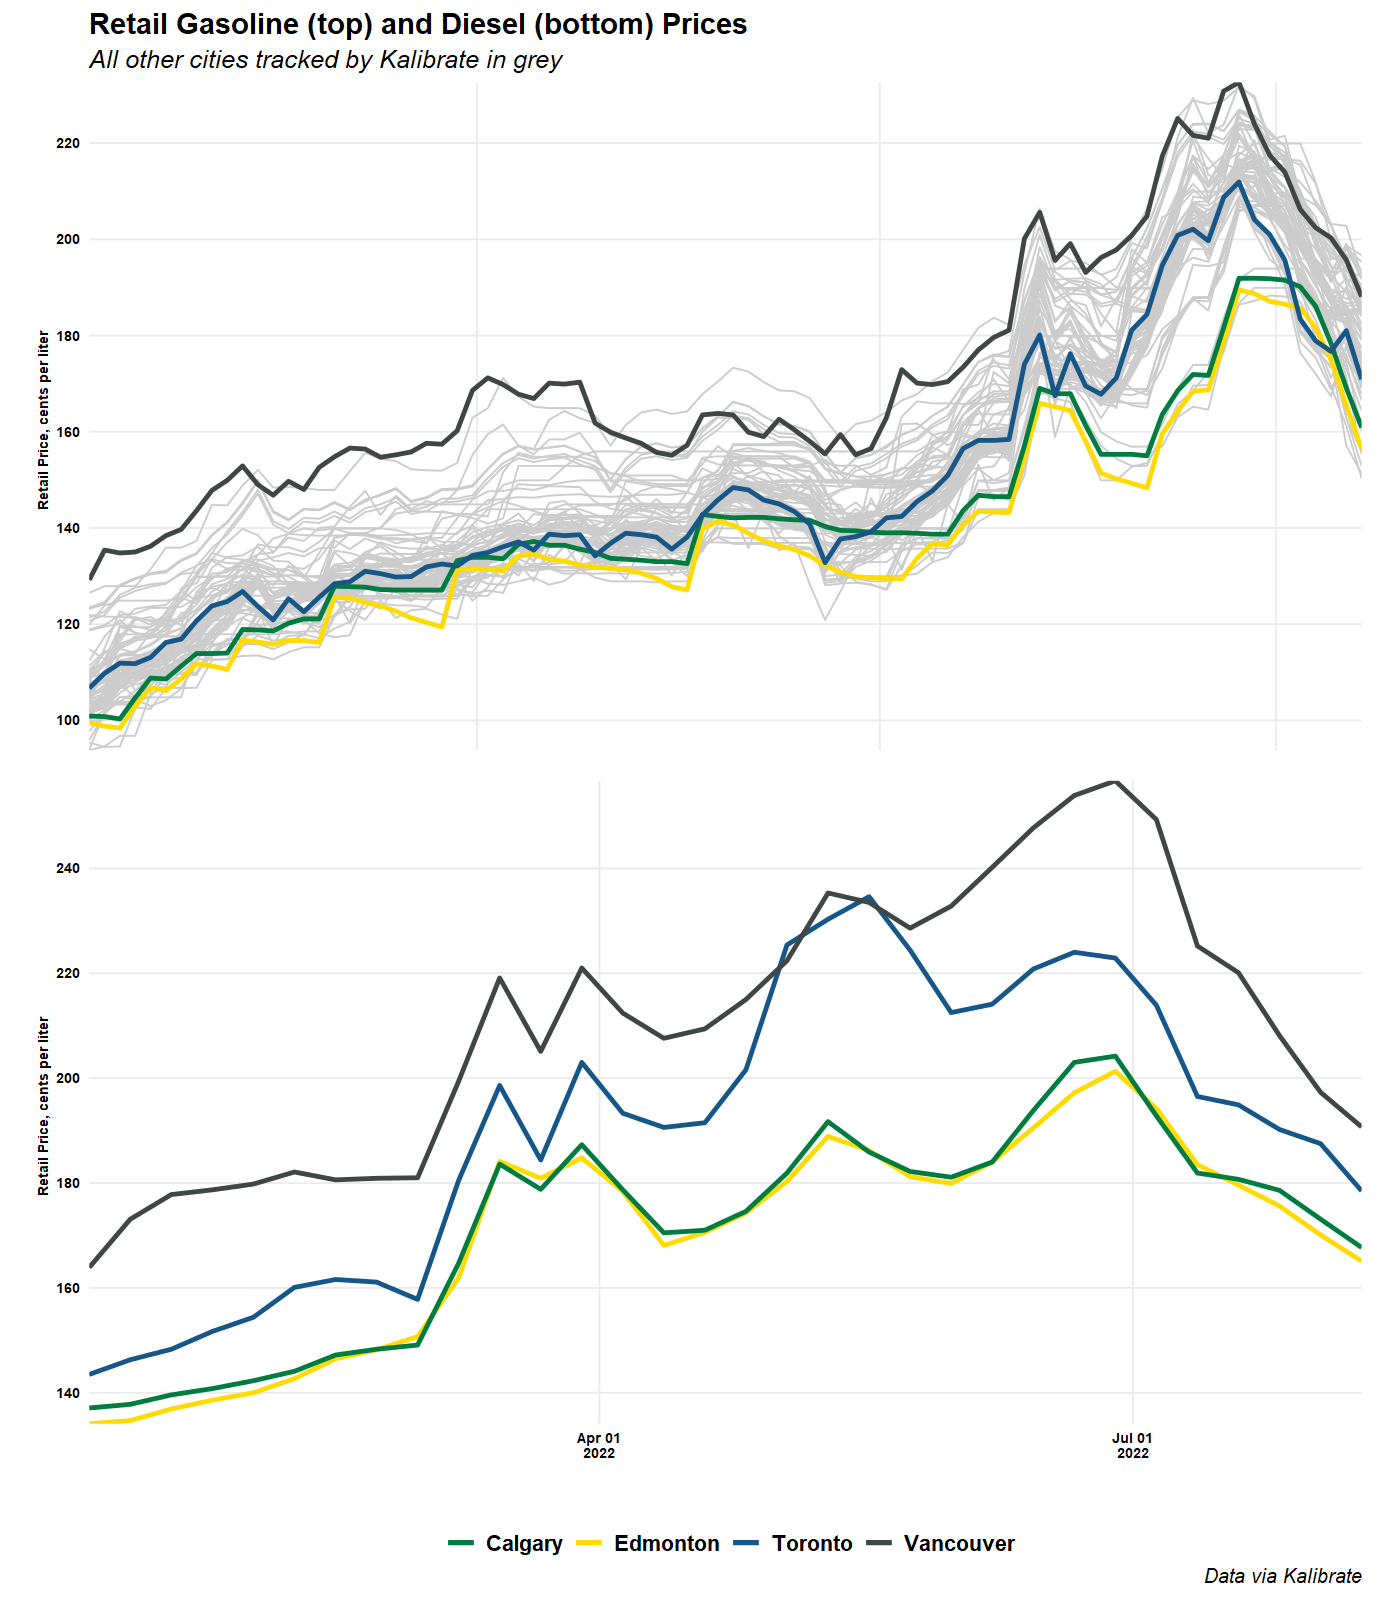 Retail Gasoline (top) and Diesel (bottom) Prices
All other cities tracked by Kalibrate in grey
Retail Price, cents per liter
220
200
180
160
140
120
100
Retail Price, cents per liter
240
220
200
180
160
140
Apr 01
2022
Jul 01
2022
Calgary Edmonton Toronto Vancouver
Data via Kalibrate